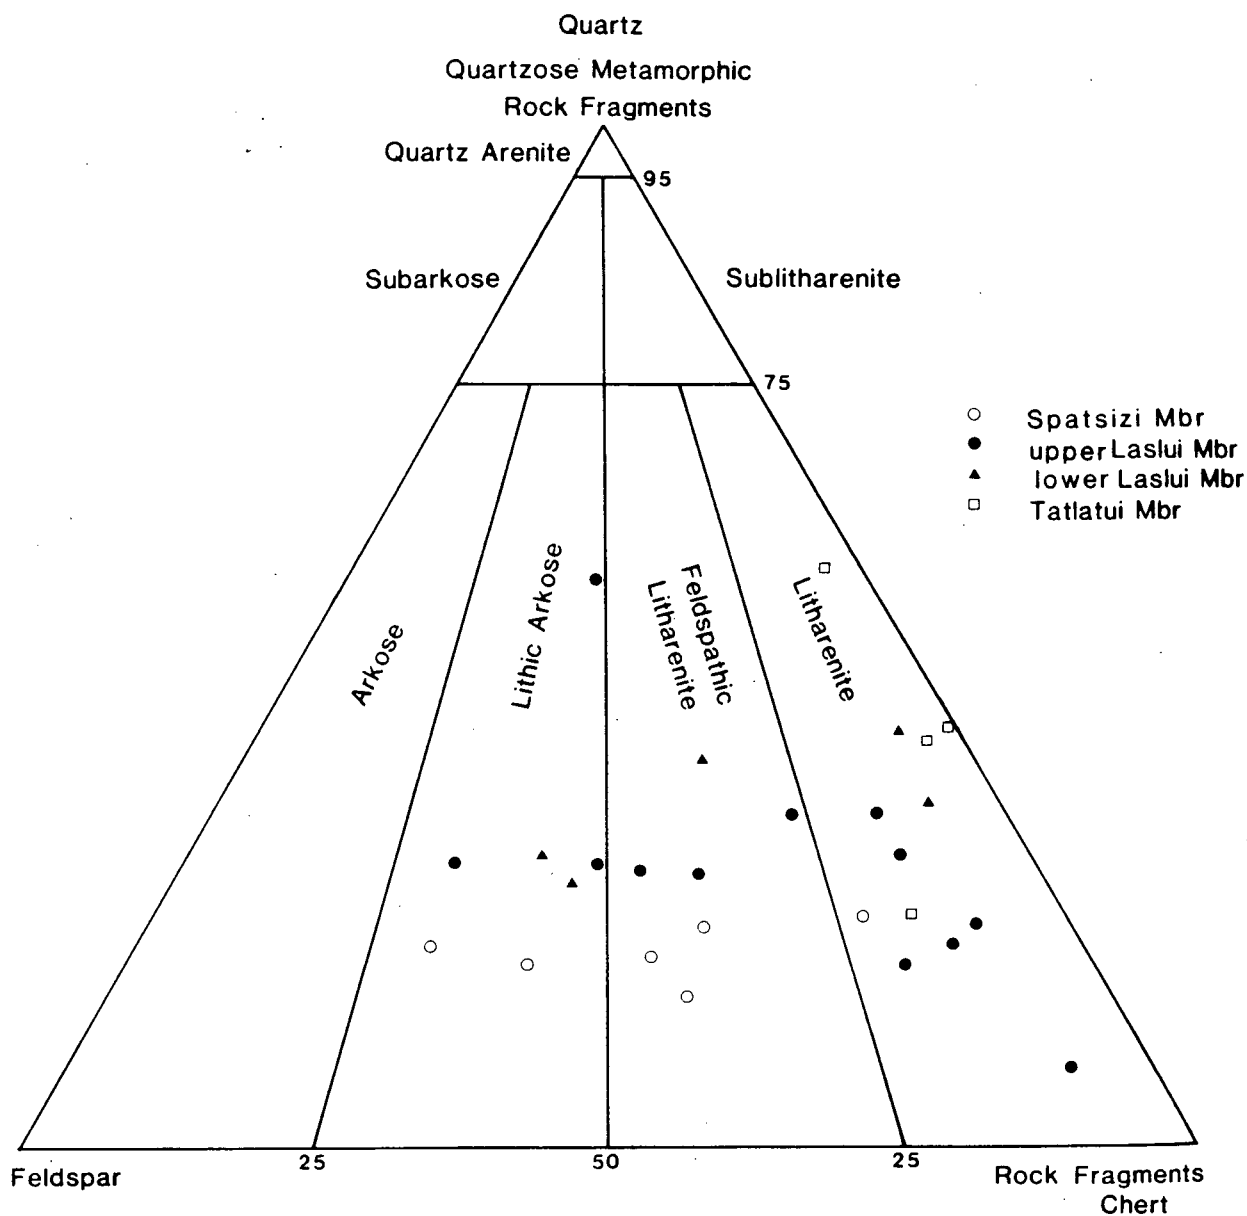 Quartz
Quartzose Metamorphic
Rock Fragments
Quartz Arenite
95
Subarkose
Sublitharenite
75
Spatsizi Mbr
upper Laslui Mbr
lower Laslui Mbr
Tatlatui Mbr
Arkose
Lithic Arkose
Feldspathic
Litharenite
Litharenite
25
50
25
Feldspar
Rock Fragments
Chert